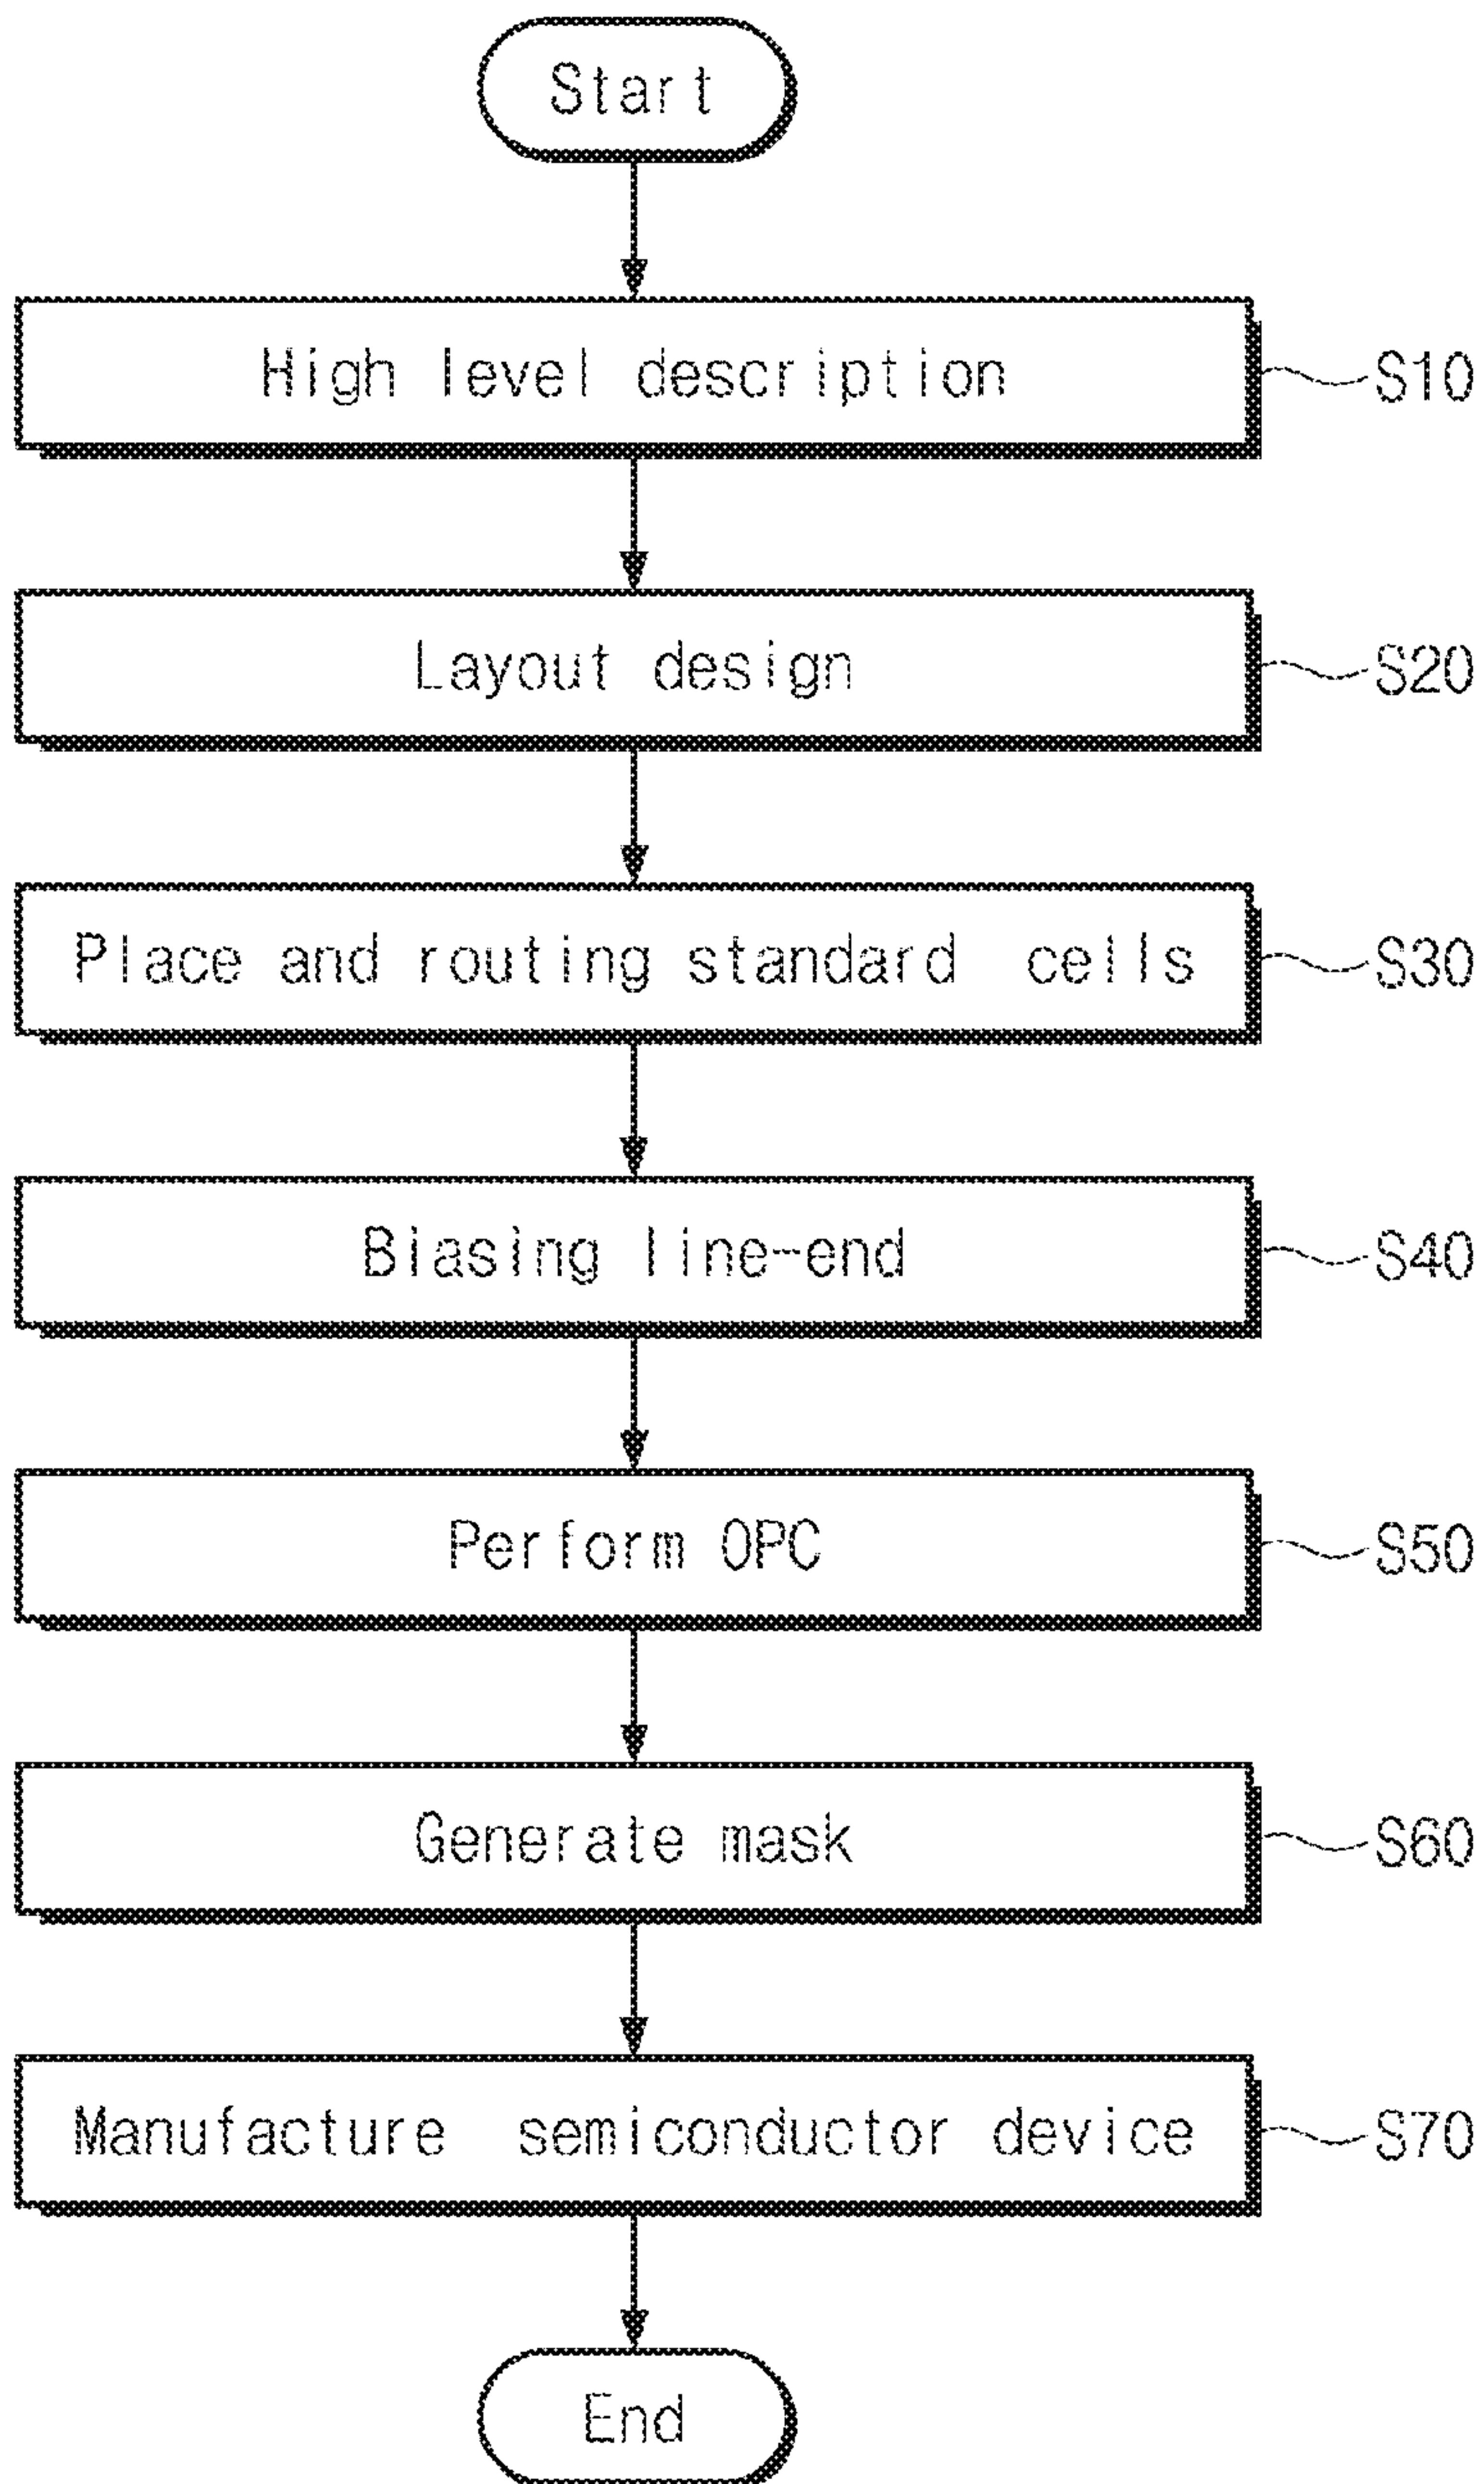 Start
High level description
S10
Layout design
S20
Place and routing standard cells
S30
Biasing line-end
S40
Perform OPC
S50
Generate mask
S60
Manufacture semiconductor device
S70
End